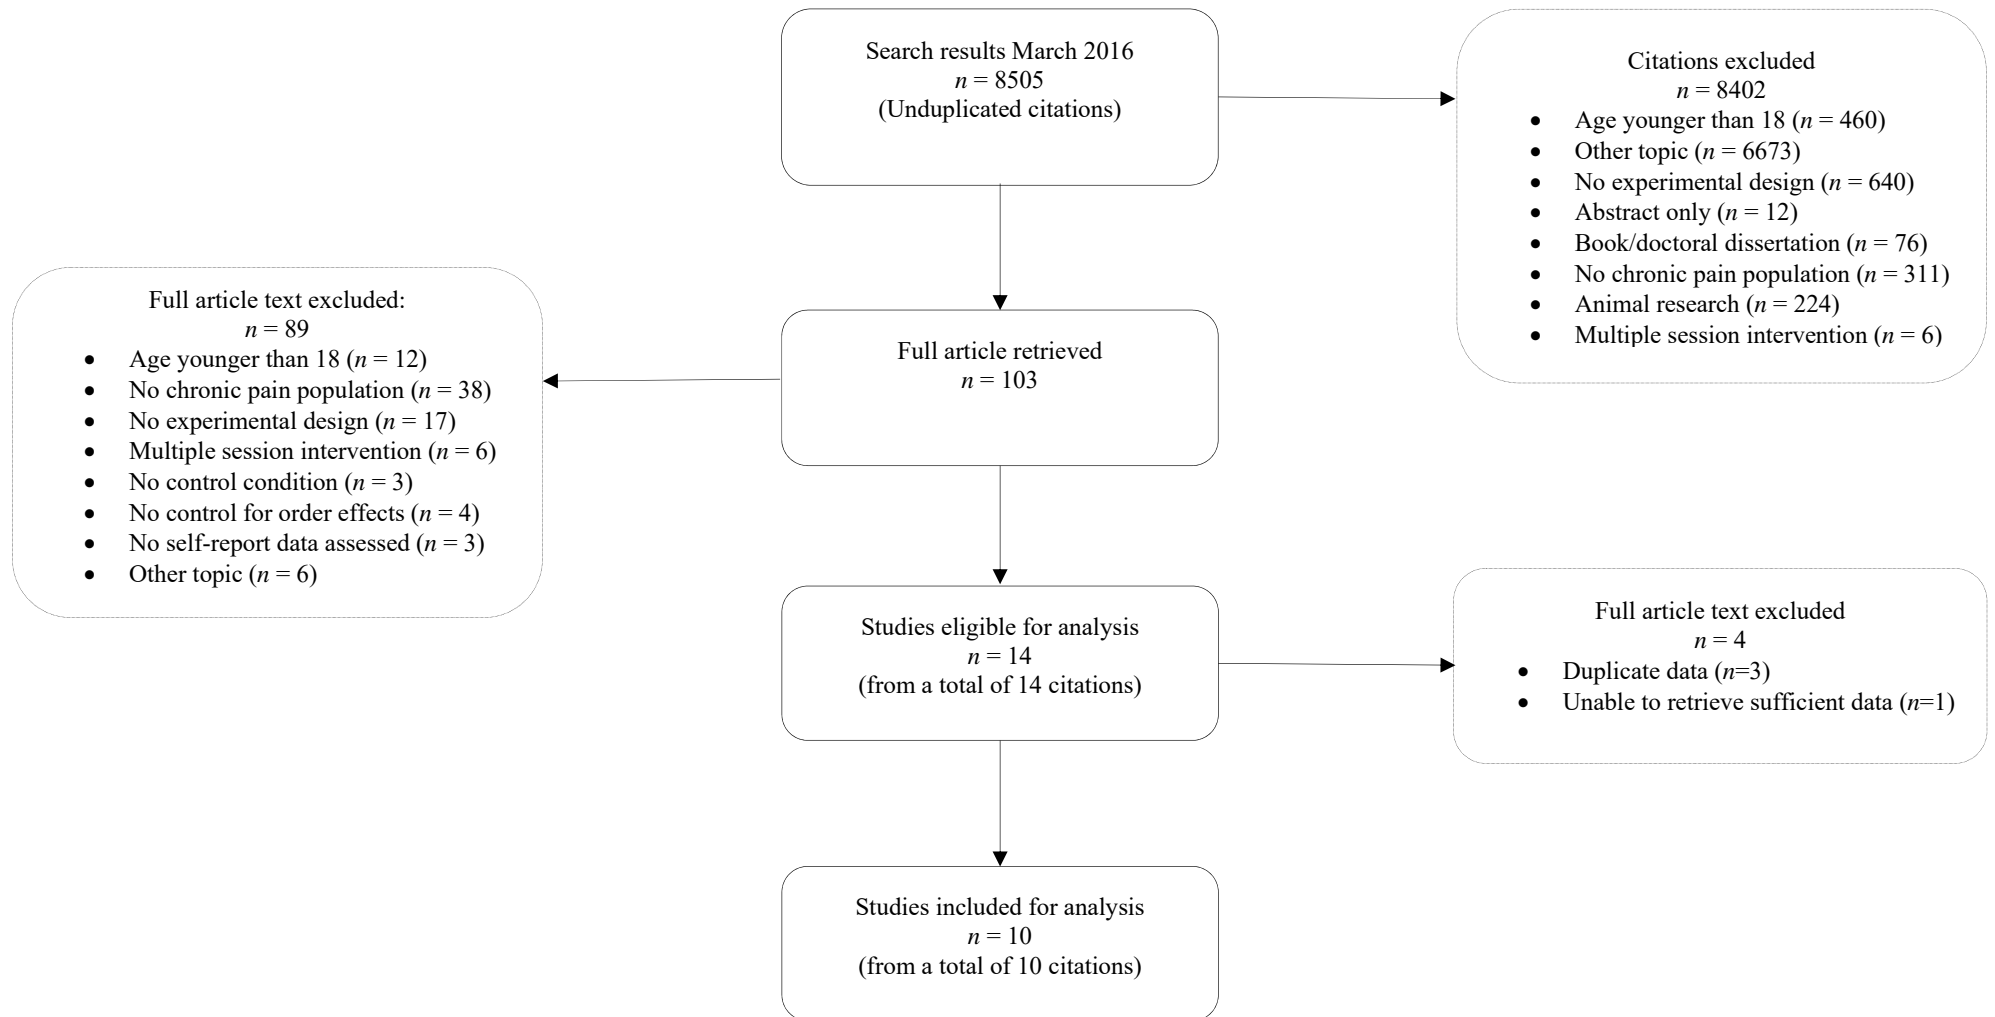 Search results March 2016
n = 8505
(Unduplicated citations)
Citations excluded
n = 8402
• Age younger than 18 (n = 460)
• Other topic (n = 6673)
• No experimental design (n = 640)
• Abstract only (n = 12)
• Book/doctoral dissertation (n = 76)
• No chronic pain population (n = 311)
• Animal research (n = 224)
• Multiple session intervention (n = 6)
Full article text excluded:
n = 89
• Age younger than 18 (n = 12)
• No chronic pain population (n = 38)
• No experimental design (n = 17)
• Multiple session intervention (n = 6)
• No control condition (n = 3)
• No control for order effects (n = 4)
• No self-report data assessed (n = 3)
• Other topic (n = 6)
Full article retrieved
n = 103
Studies eligible for analysis
n = 14
(from a total of 14 citations)
Full article text excluded
n = 4
• Duplicate data (n=3)
• Unable to retrieve sufficient data (n=1)
Studies included for analysis
n = 10
(from a total of 10 citations)